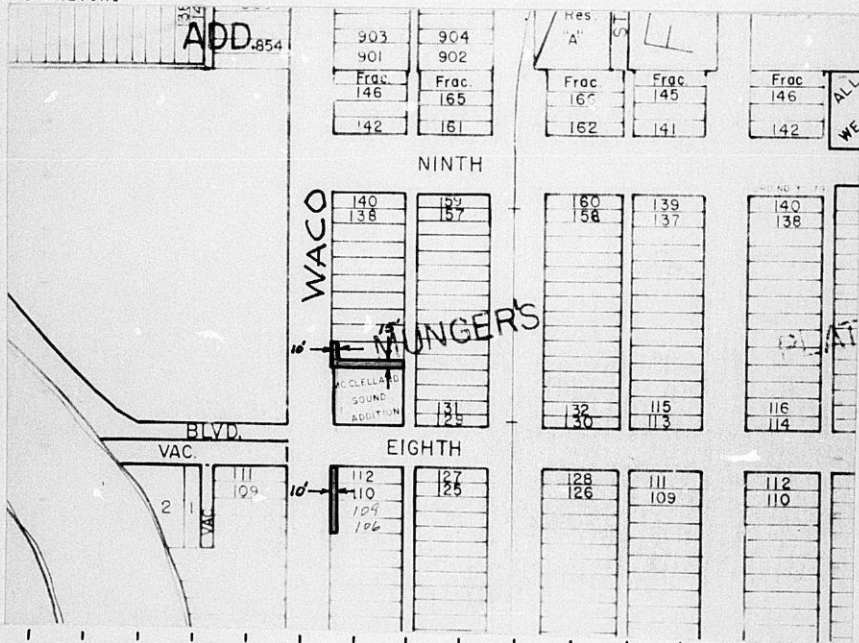 ADD. 854
903 904
901 902
Res.
"A"
ST
Frac. Frac. Frac. Frac. Frac
146 165 166 145 146
142 161 162 141 142
ALL
WE
NINTH
WACO
140 159 160 139 140
138 157 158 137 138
MUNGER'S
75'
10'
McCLELLAND
SOUND
ADDITION
131 132 115 116
129 130 113 114
BLVD.
EIGHTH
VAC.
111 112 127 128 111 112
109 10' 110 125 126 109 110
2 1 VAC 109
106